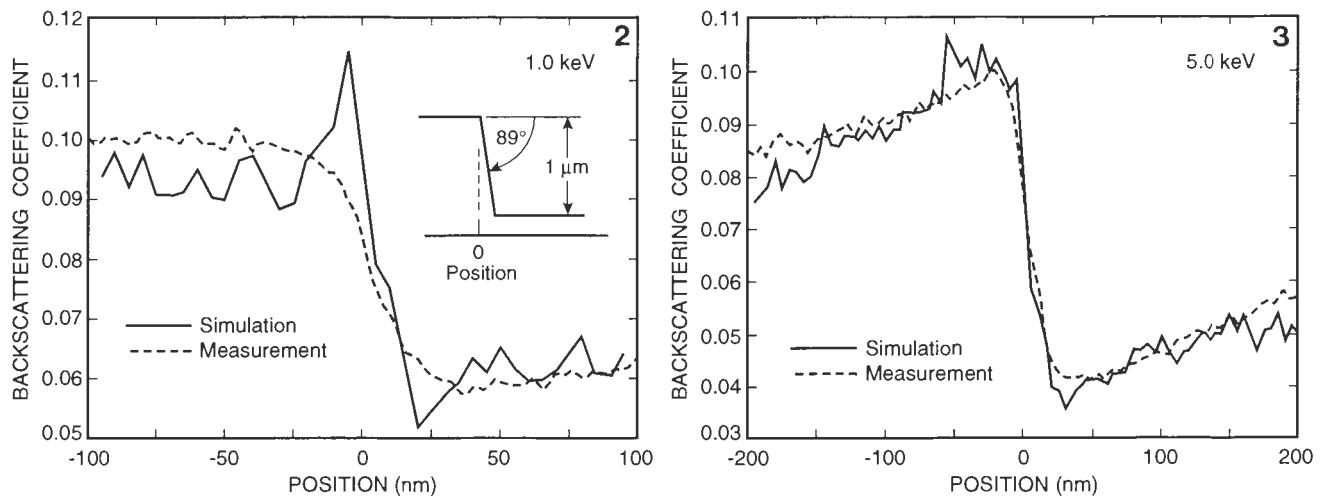 2
1.0 keV
BACKSCATTERING COEFFICIENT
0.12
0.11
0.10
0.09
0.08
0.07
0.06
0.05
89°
1 µm
0
Position
Simulation
Measurement
-100
-50
0
50
100
POSITION (nm)
3
5.0 keV
BACKSCATTERING COEFFICIENT
0.11
0.10
0.09
0.08
0.07
0.06
0.05
0.04
0.03
Simulation
Measurement
-200
-100
0
100
200
POSITION (nm)